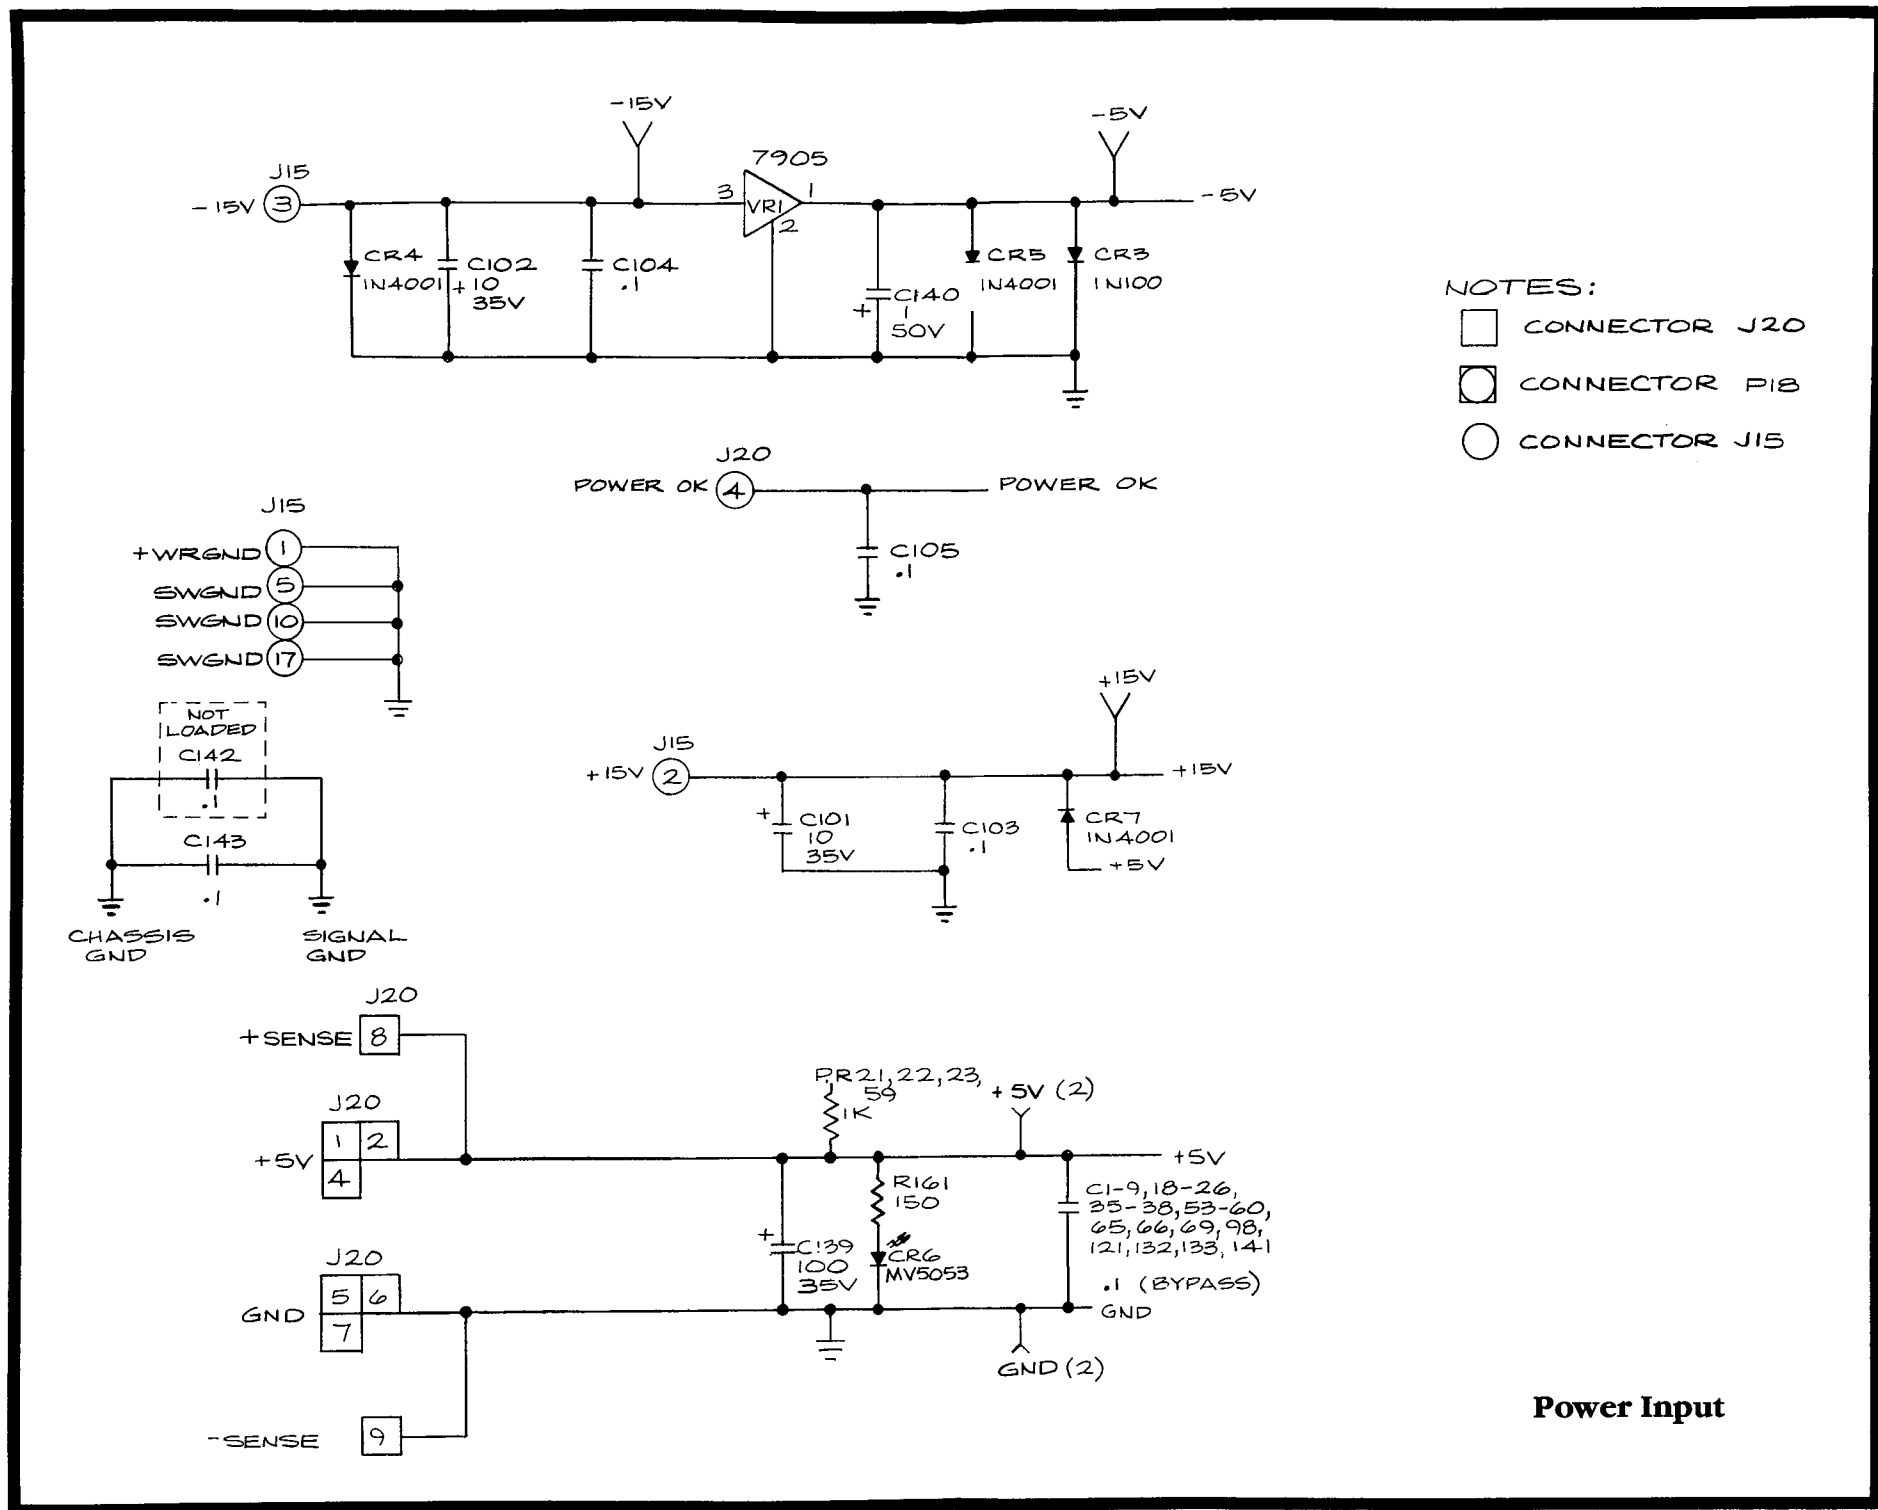 -15V
-5V
J15
7905
-15V 3
3 VR1 1
2
-5V
CR4
1N4001
C102
+ 10
35V
C104
.1
C140
+ 1
50V
CR5
1N4001
CR3
1N100
NOTES:
CONNECTOR J20
CONNECTOR P18
CONNECTOR J15
J20
POWER OK 4 POWER OK
C105
.1
J15
+WRGND 1
SWGND 5
SWGND 10
SWGND 17
NOT
LOADED
C142
.1
C143
.1
CHASSIS
GND
SIGNAL
GND
+15V
J15
+15V 2
+15V
+ C101
10
35V
C103
.1
CR7
1N4001
+5V
J20
+SENSE 8
J20
+5V 1 2
4
P.R21,22,23,
59
1K
+5V (2)
+5V
R161
150
+ C139
100
35V
CR6
MV5053
C1-9,18-26,
35-38,53-60,
65,66,69,98,
121,132,133,141
.1 (BYPASS)
J20
GND 5 6
7
GND
GND (2)
-SENSE 9
Power Input